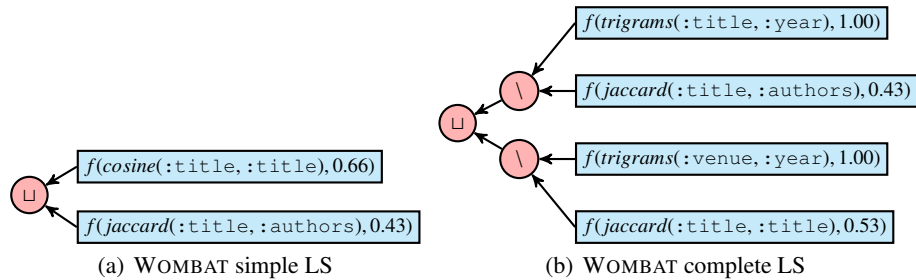 f(trigrams(:title, :year), 1.00)
\
f(jaccard(:title, :authors), 0.43)
⊔
f(trigrams(:venue, :year), 1.00)
\
f(jaccard(:title, :title), 0.53)
f(cosine(:title, :title), 0.66)
⊔
f(jaccard(:title, :authors), 0.43)
(a) WOMBAT simple LS
(b) WOMBAT complete LS